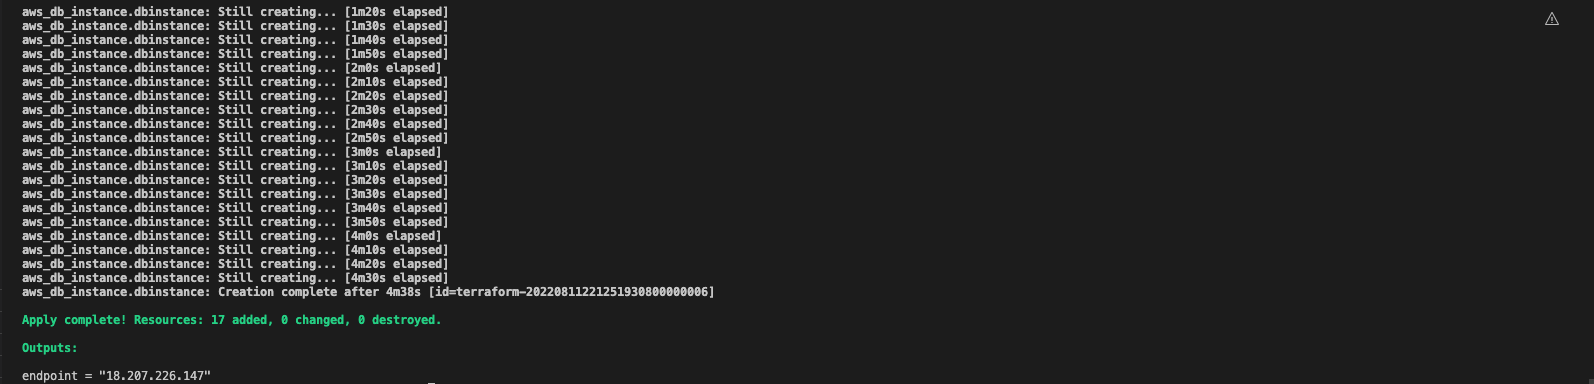 aws_db_instance.dbinstance: Still creating... [1m20s elapsed]
aws_db_instance.dbinstance: Still creating... [1m30s elapsed]
aws_db_instance.dbinstance: Still creating... [1m40s elapsed]
aws_db_instance.dbinstance: Still creating... [1m50s elapsed]
aws_db_instance.dbinstance: Still creating... [2m0s elapsed]
aws_db_instance.dbinstance: Still creating... [2m10s elapsed]
aws_db_instance.dbinstance: Still creating... [2m20s elapsed]
aws_db_instance.dbinstance: Still creating... [2m30s elapsed]
aws_db_instance.dbinstance: Still creating... [2m40s elapsed]
aws_db_instance.dbinstance: Still creating... [2m50s elapsed]
aws_db_instance.dbinstance: Still creating... [3m0s elapsed]
aws_db_instance.dbinstance: Still creating... [3m10s elapsed]
aws_db_instance.dbinstance: Still creating... [3m20s elapsed]
aws_db_instance.dbinstance: Still creating... [3m30s elapsed]
aws_db_instance.dbinstance: Still creating... [3m40s elapsed]
aws_db_instance.dbinstance: Still creating... [3m50s elapsed]
aws_db_instance.dbinstance: Still creating... [4m0s elapsed]
aws_db_instance.dbinstance: Still creating... [4m10s elapsed]
aws_db_instance.dbinstance: Still creating... [4m20s elapsed]
aws_db_instance.dbinstance: Still creating... [4m30s elapsed]
aws_db_instance.dbinstance: Creation complete after 4m38s [id=terraform-20220811221251930800000006]
Apply complete! Resources: 17 added, 0 changed, 0 destroyed.
Outputs:
endpoint = "18.207.226.147"